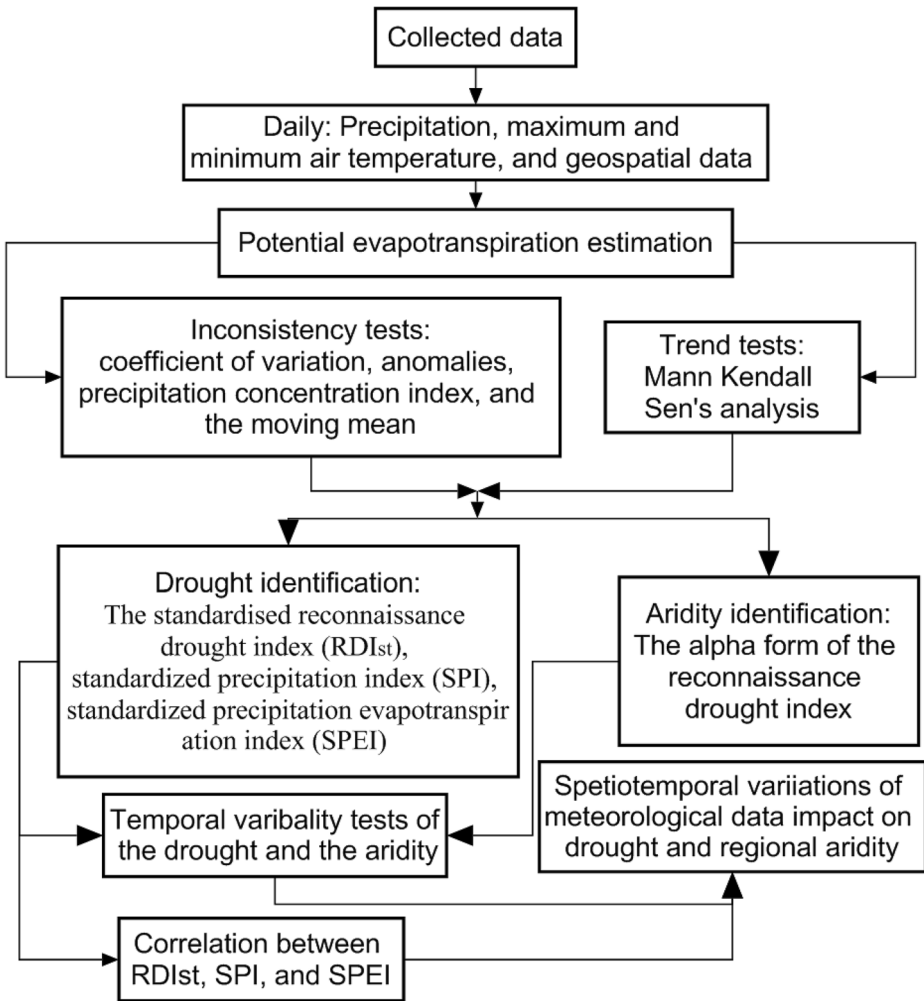 Collected data
Daily: Precipitation, maximum and
minimum air temperature, and geospatial data
Potential evapotranspiration estimation
Inconsistency tests:
coefficient of variation, anomalies,
precipitation concentration index, and
the moving mean
Trend tests:
Mann Kendall
Sen's analysis
Drought identification:
The standardised reconnaissance
drought index (RDIst),
standardized precipitation index (SPI),
standardized precipitation evapotranspir
ation index (SPEI)
Aridity identification:
The alpha form of the
reconnaissance
drought index
Temporal varibality tests of
the drought and the aridity
Spetiotemporal variiations of
meteorological data impact on
drought and regional aridity
Correlation between
RDIst, SPI, and SPEI